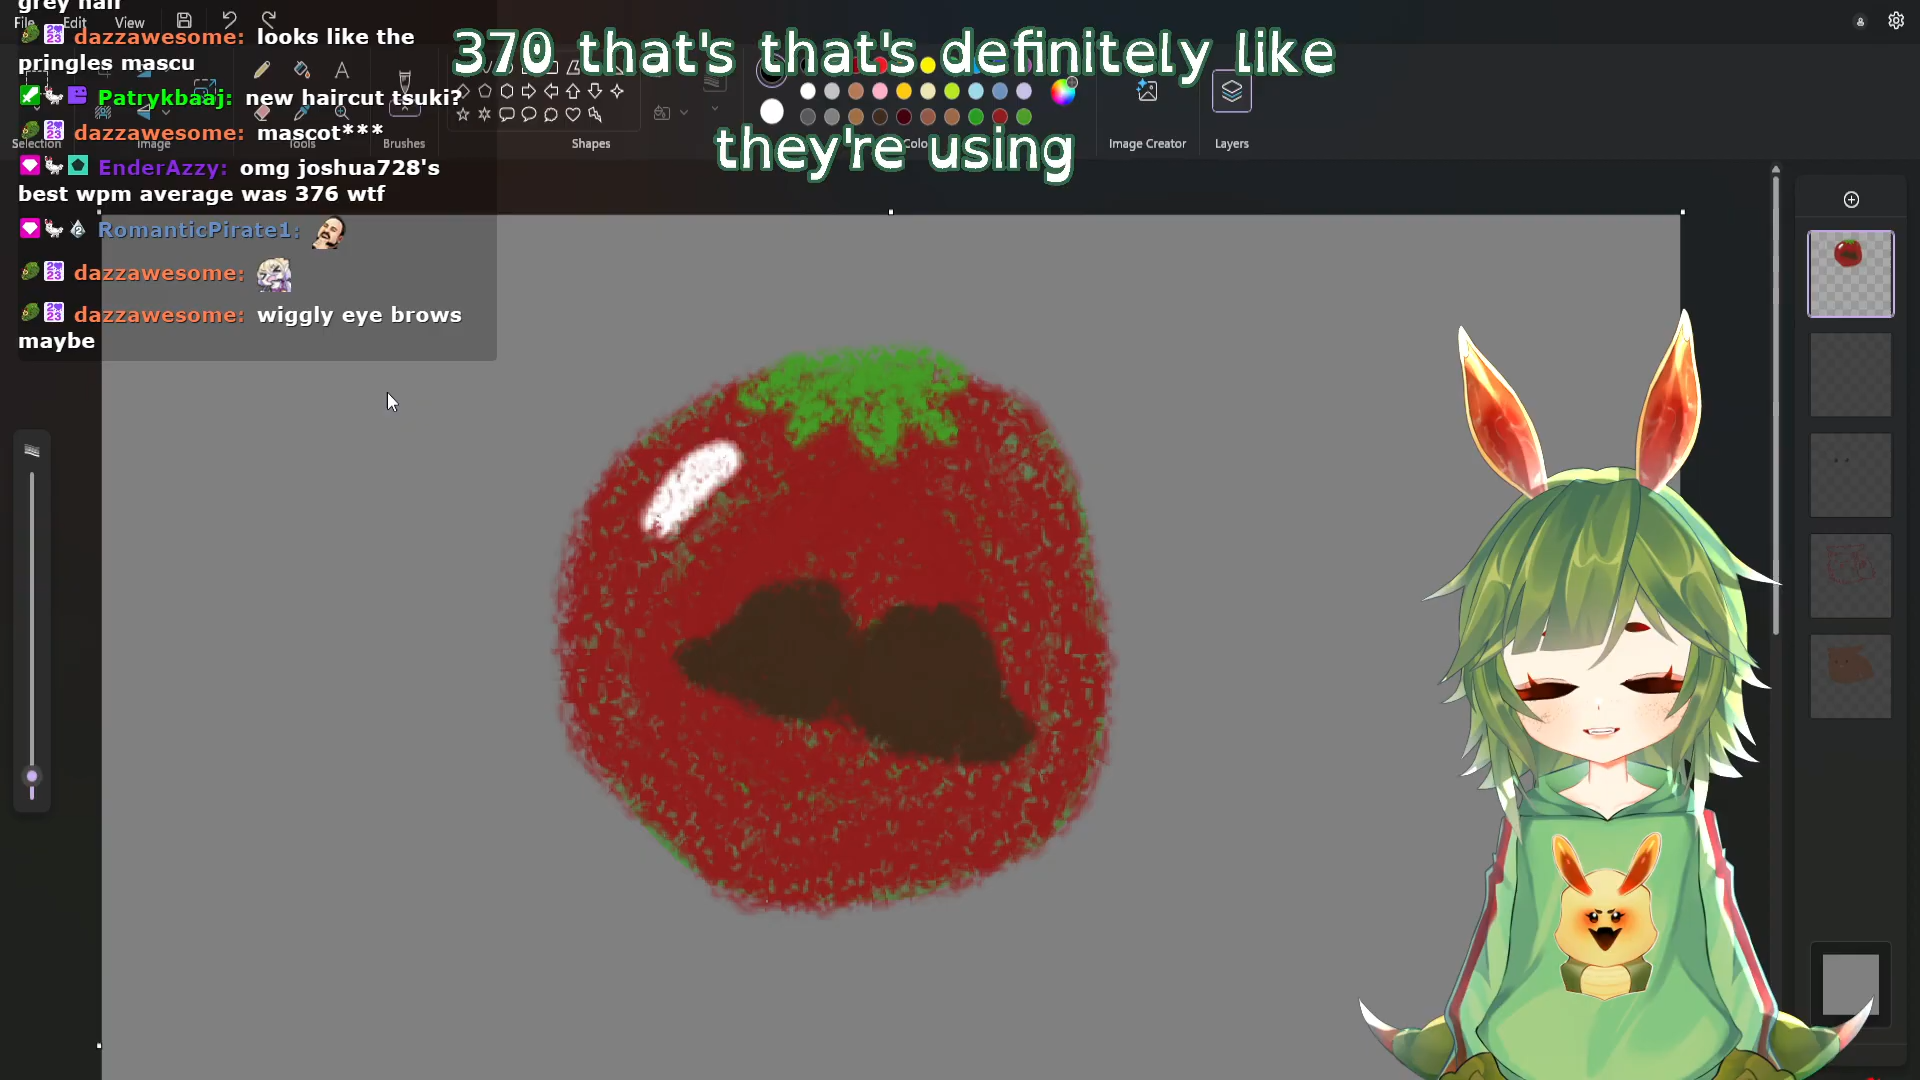 grey hair
File Edit View
dazzawesome: looks like the
pringles mascu
Patrykbaaj: new haircut tsuki?
dazzawesome: mascot***
EnderAzzy: omg joshua728's
best wpm average was 376 wtf
RomanticPirate1:
dazzawesome:
dazzawesome: wiggly eye brows
maybe
370 that's that's definitely like
they're using
Selection Image Tools Brushes Shapes Colo Image Creator Layers